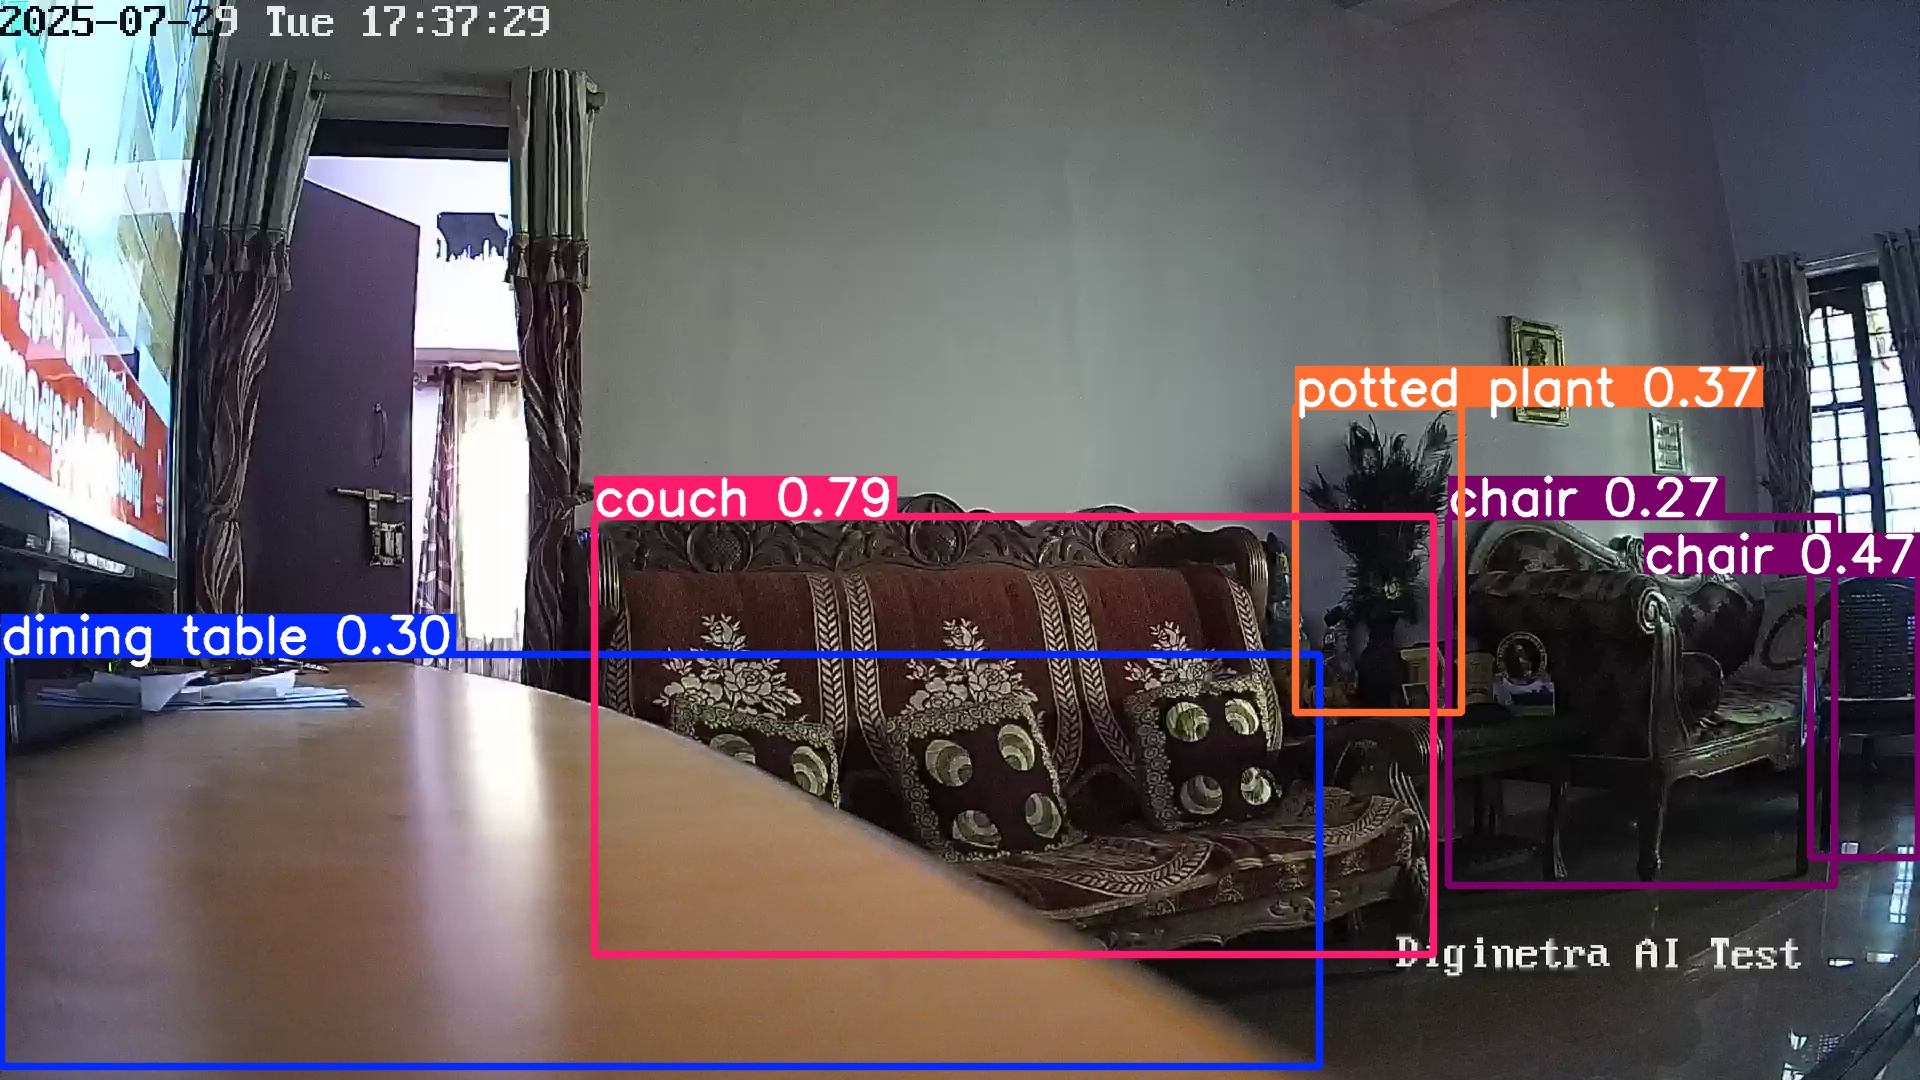 2025-07-29 Tue 17:37:29
potted plant 0.37
couch 0.79
chair 0.27
chair 0.47
dining table 0.30
Diginetra AI Test